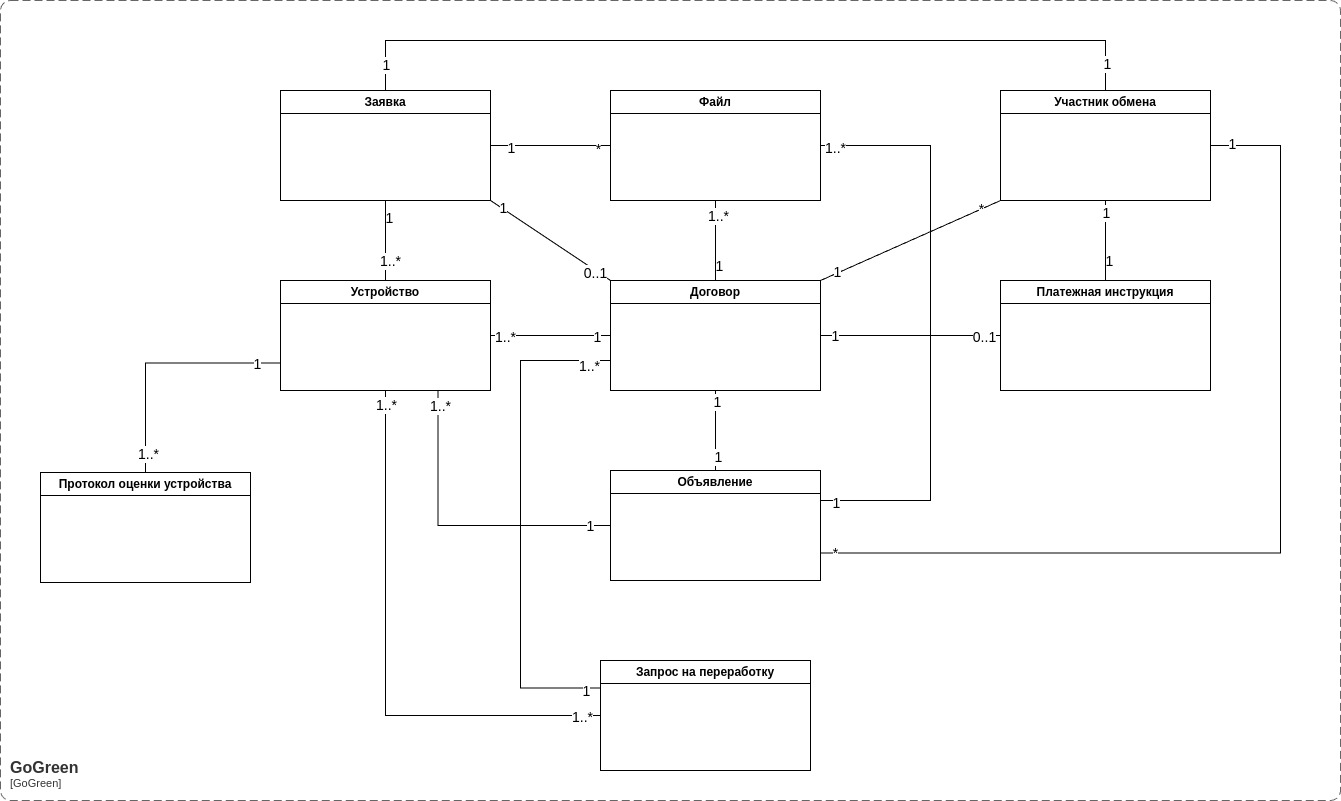 1
1
Заявка
Файл
Участник обмена
1
*
1..*
1
1
0..1
1..*
1
*
1
1
1
1
1..*
Устройство
Договор
Платежная инструкция
1..*
1
1
0..1
1
1..*
1..*
1..*
1
1
1..*
Протокол оценки устройства
Объявление
1
1
*
Запрос на переработку
1
1..*
GoGreen
[GoGreen]